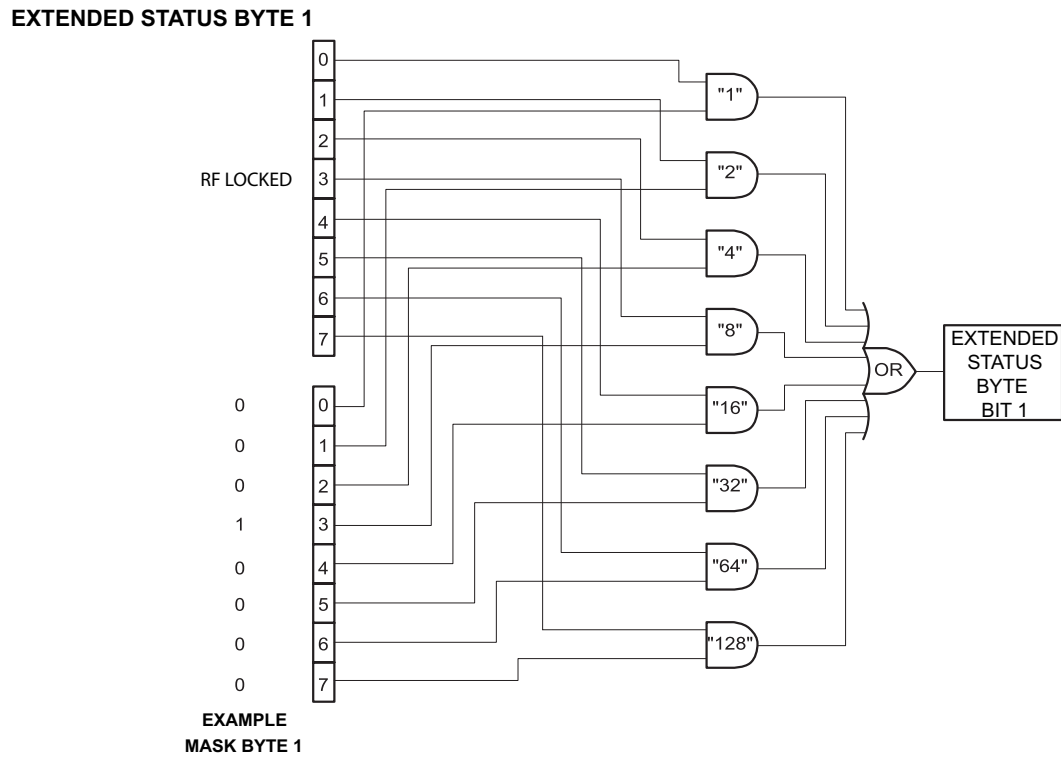 EXTENDED STATUS BYTE 1
0
1
2
RF LOCKED 3
4
5
6
7
0 0
0 1
0 2
1 3
0 4
0 5
0 6
0 7
EXAMPLE
MASK BYTE 1
"1"
"2"
"4"
"8"
"16"
"32"
"64"
"128"
OR
EXTENDED
STATUS
BYTE
BIT 1